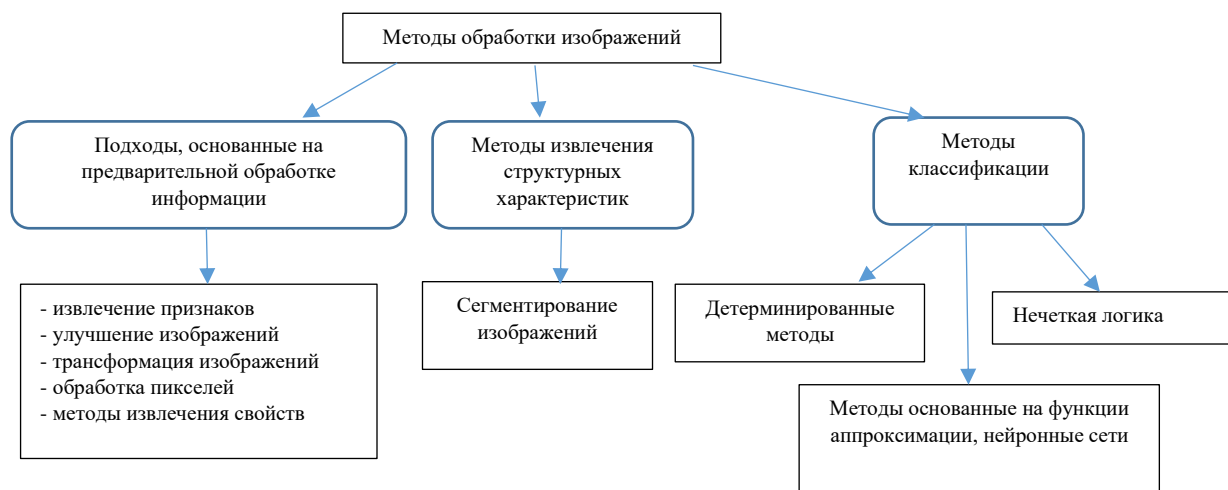 Методы обработки изображений
Подходы, основанные на
предварительной обработке
информации
Методы извлечения
структурных
характеристик
Методы
классификации
- извлечение признаков
- улучшение изображений
- трансформация изображений
- обработка пикселей
- методы извлечения свойств
Сегментирование
изображений
Детерминированные
методы
Нечеткая логика
Методы основанные на функции
аппроксимации, нейронные сети